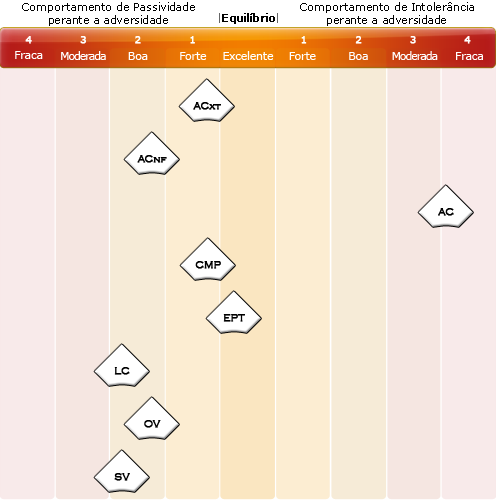 Comportamento de Passividade
perante a adversidade
|Equilíbrio|
Comportamento de Intolerância
perante a adversidade
4 3 2 1 1 2 3 4
Fraca Moderada Boa Forte Excelente Forte Boa Moderada Fraca
ACxt
ACnf
AC
CMP
EPT
LC
OV
SV